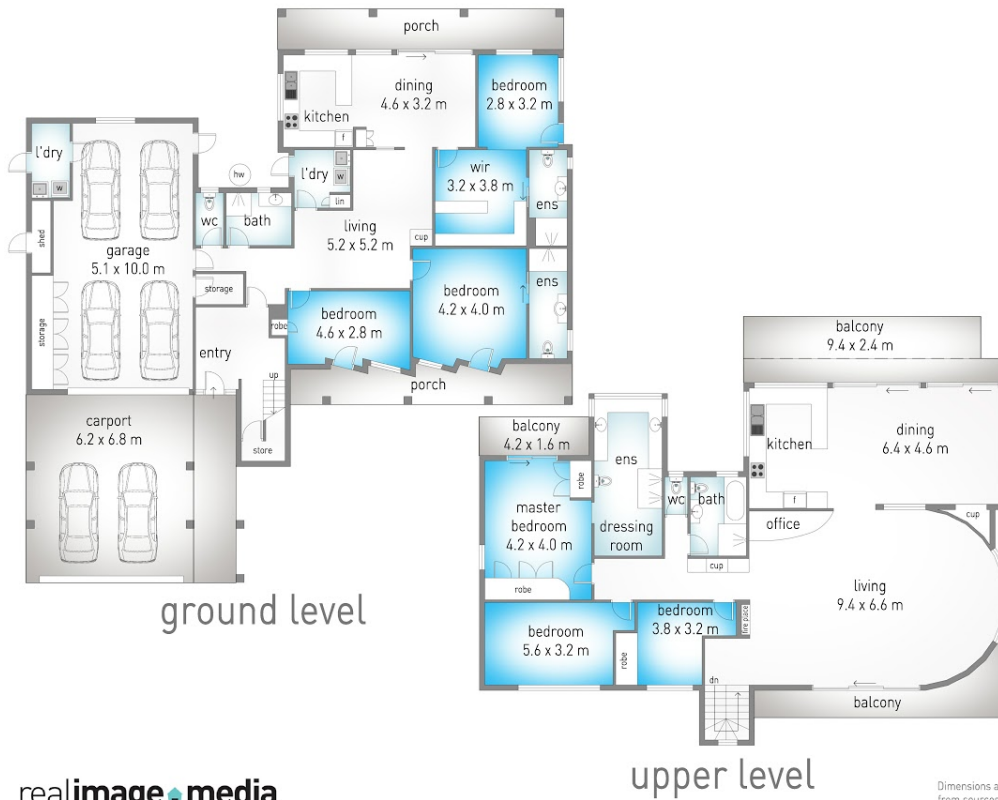 porch
dining
4.6 x 3.2 m
bedroom
2.8 x 3.2 m
kitchen
f
l'dry
w
l'dry
w
lin
wir
3.2 x 3.8 m
ens
hw
wc
bath
living
5.2 x 5.2 m
cup
shed
garage
5.1 x 10.0 m
storage
storage
bedroom
4.2 x 4.0 m
ens
robe
bedroom
4.6 x 2.8 m
entry
up
porch
store
carport
6.2 x 6.8 m
ground level
balcony
9.4 x 2.4 m
balcony
4.2 x 1.6 m
kitchen
dining
6.4 x 4.6 m
f
ens
robe
wc
bath
master
bedroom
4.2 x 4.0 m
dressing
room
office
cup
cup
robe
living
9.4 x 6.6 m
bedroom
5.6 x 3.2 m
robe
bedroom
3.8 x 3.2 m
fire place
dn
balcony
upper level
realimage media
Dimensions a
from sources